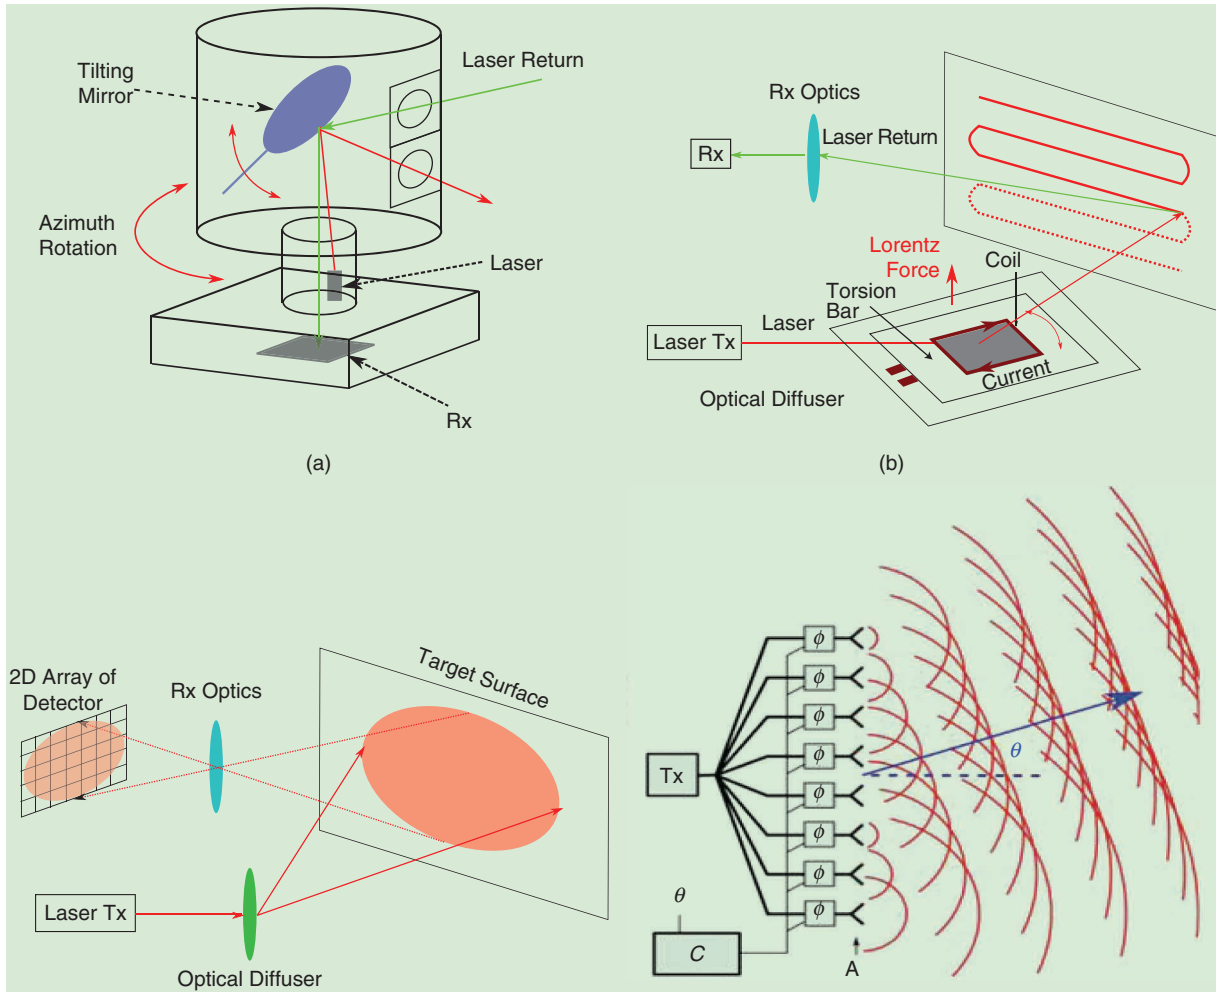 Tilting
Mirror
Laser Return
Azimuth
Rotation
Laser
Rx
(a)
Rx Optics
Rx
Laser Return
Lorentz
Force
Coil
Torsion
Bar
Laser
Laser Tx
Current
Optical Diffuser
(b)
2D Array of
Detector
Rx Optics
Target Surface
Laser Tx
Optical Diffuser
ϕ
ϕ
ϕ
ϕ
ϕ
ϕ
ϕ
ϕ
Tx
θ
θ
C
A